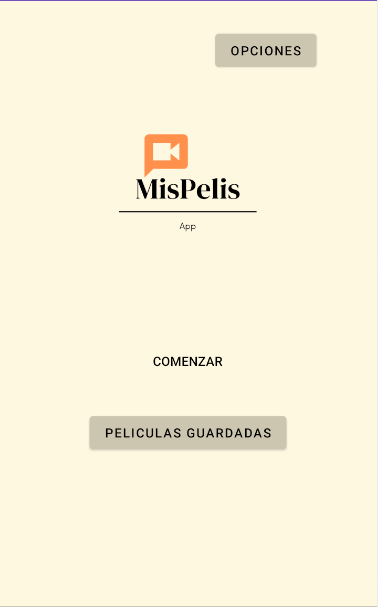 OPCIONES
MisPelis
App
COMENZAR
PELICULAS GUARDADAS